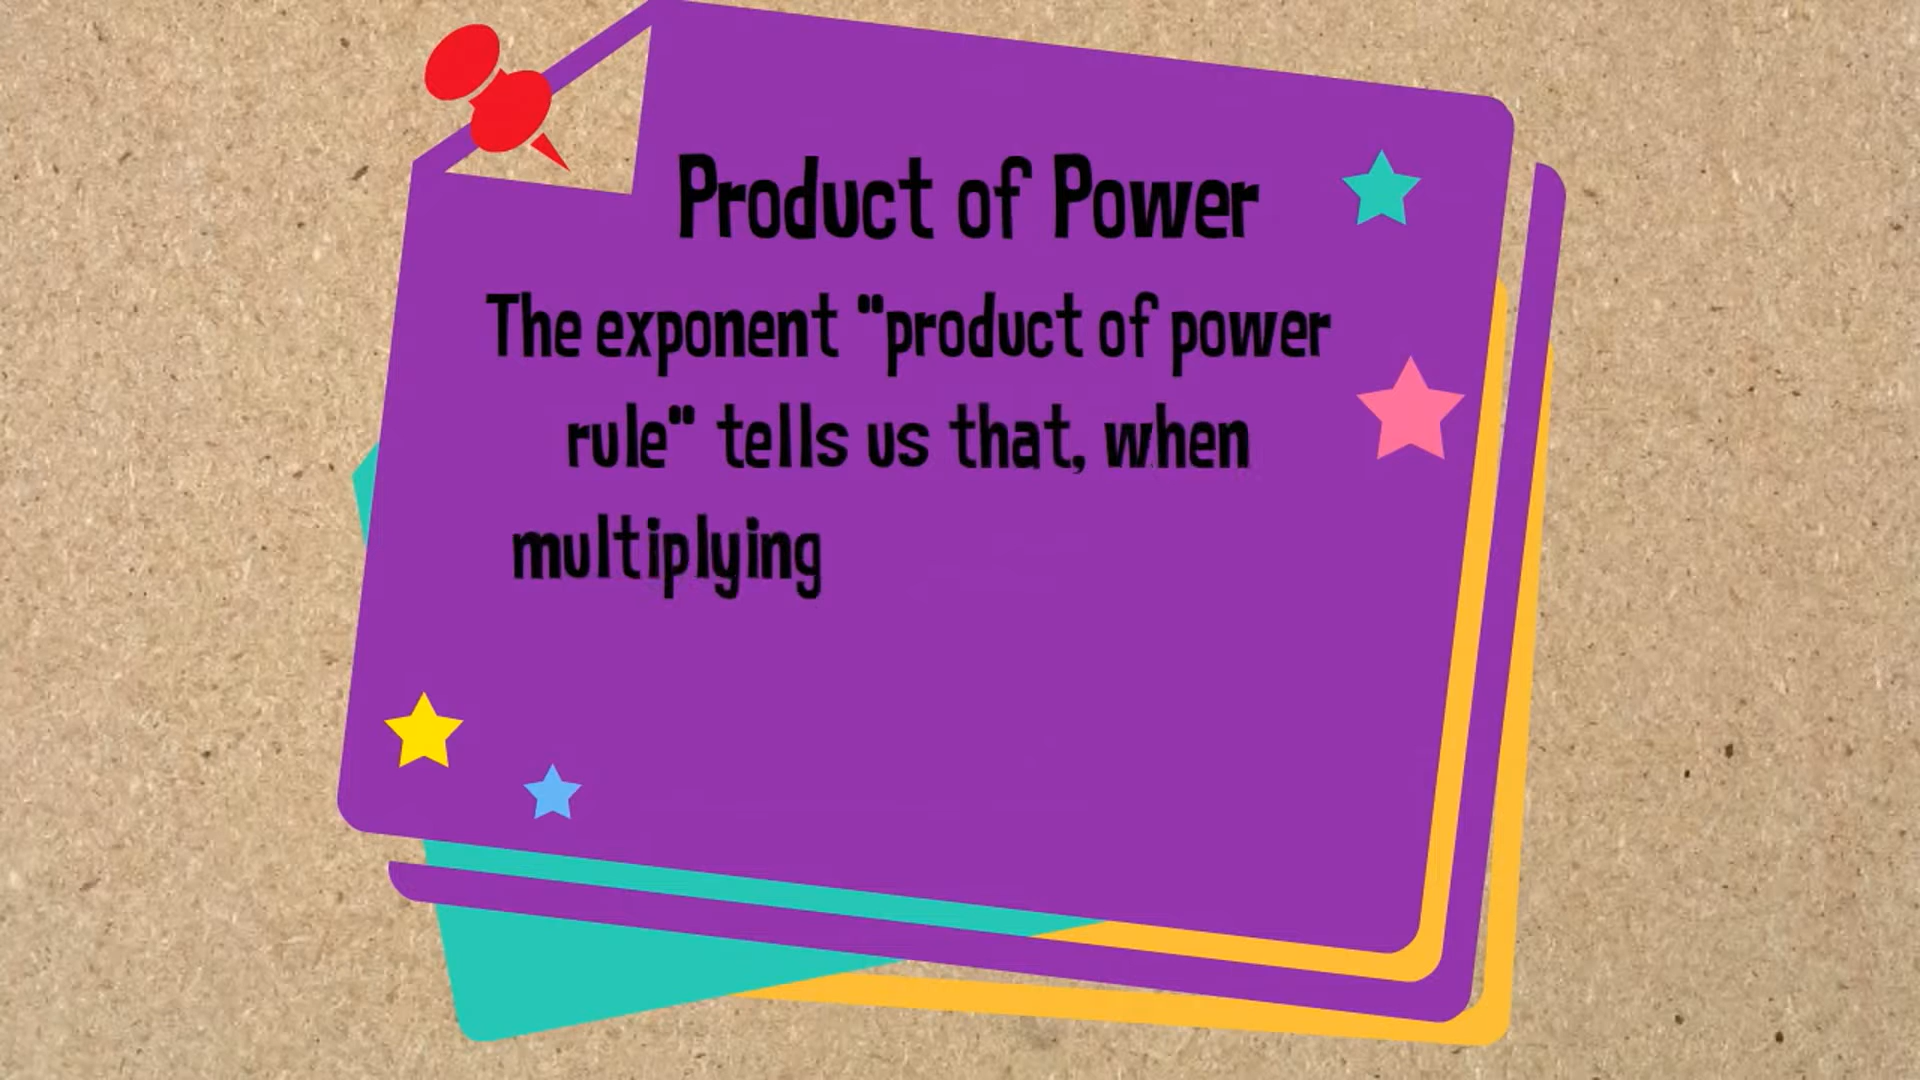 Product of Power
The exponent "product of power
rule" tells us that, when
multiplying